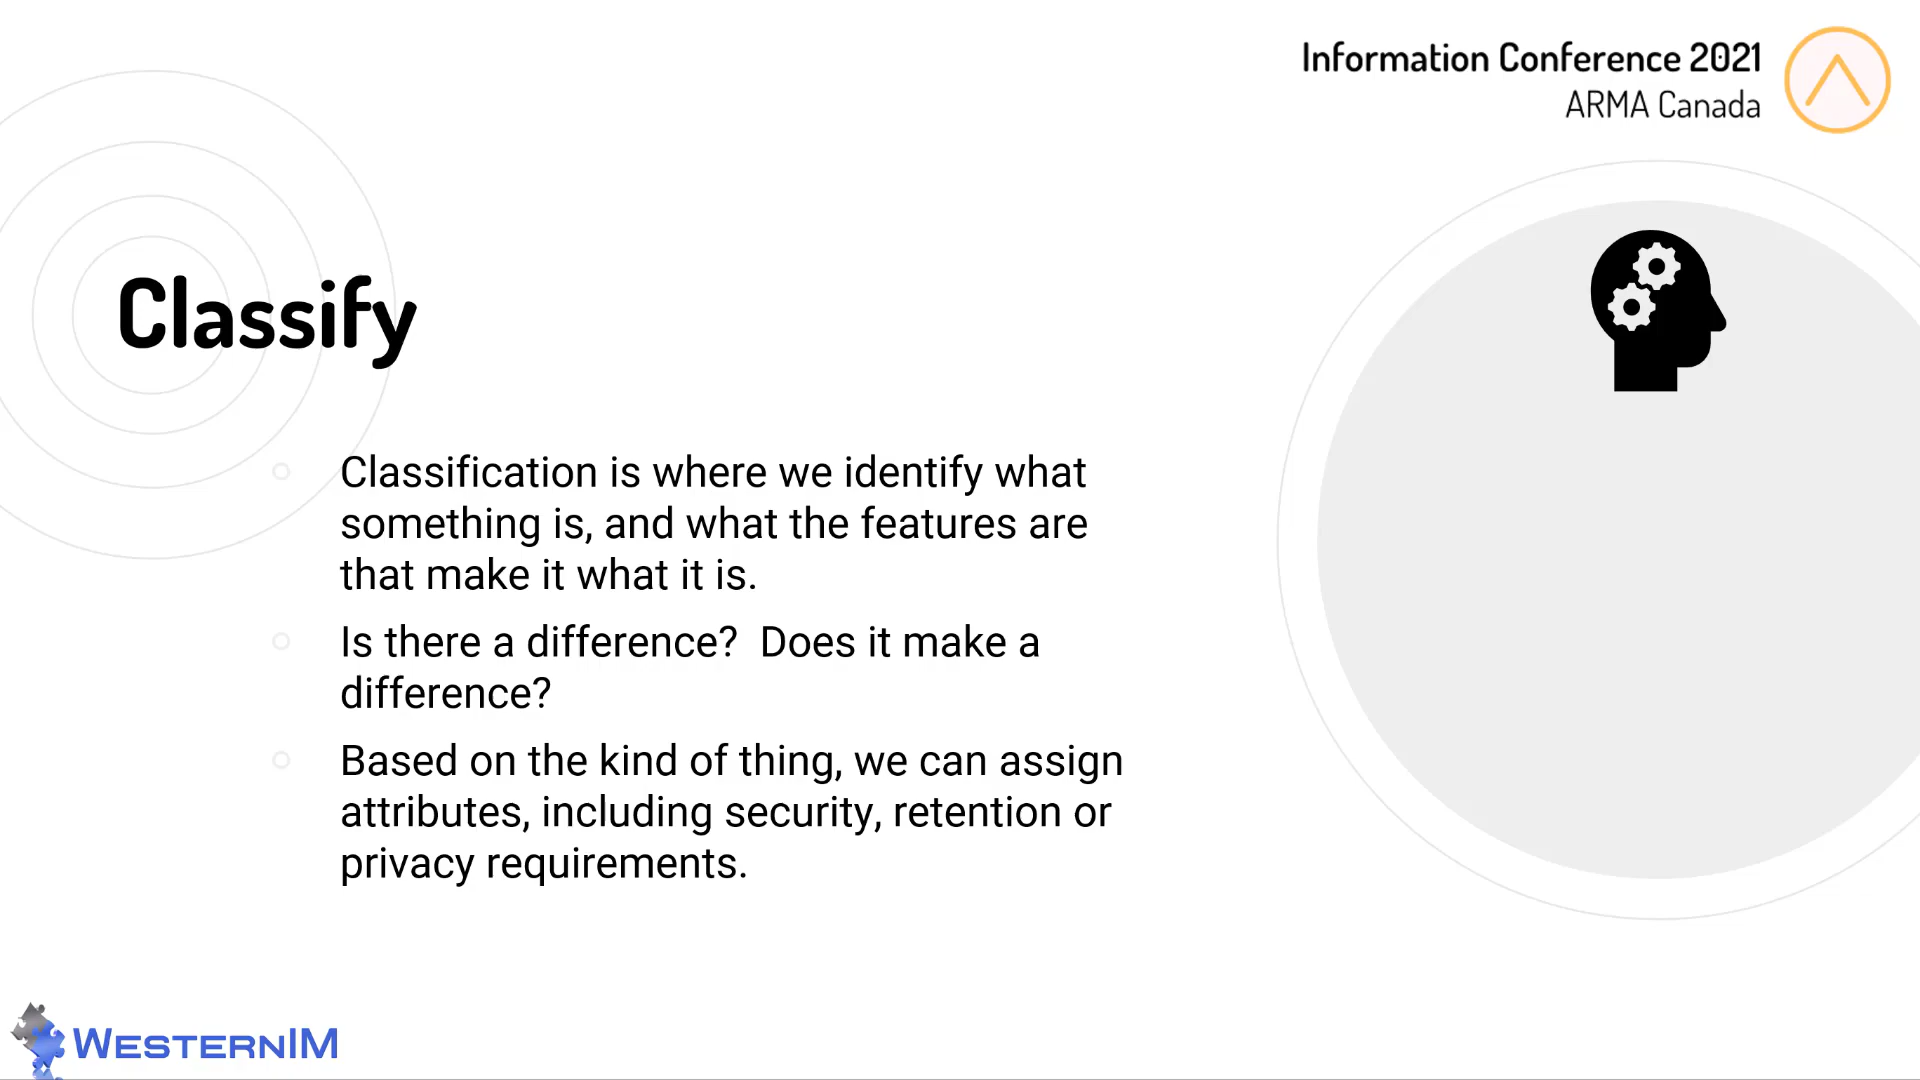 Information Conference 2021
ARMA Canada
Classify
Classification is where we identify what
something is, and what the features are
that make it what it is.
Is there a difference?  Does it make a
difference?
Based on the kind of thing, we can assign
attributes, including security, retention or
privacy requirements.
WESTERNIM